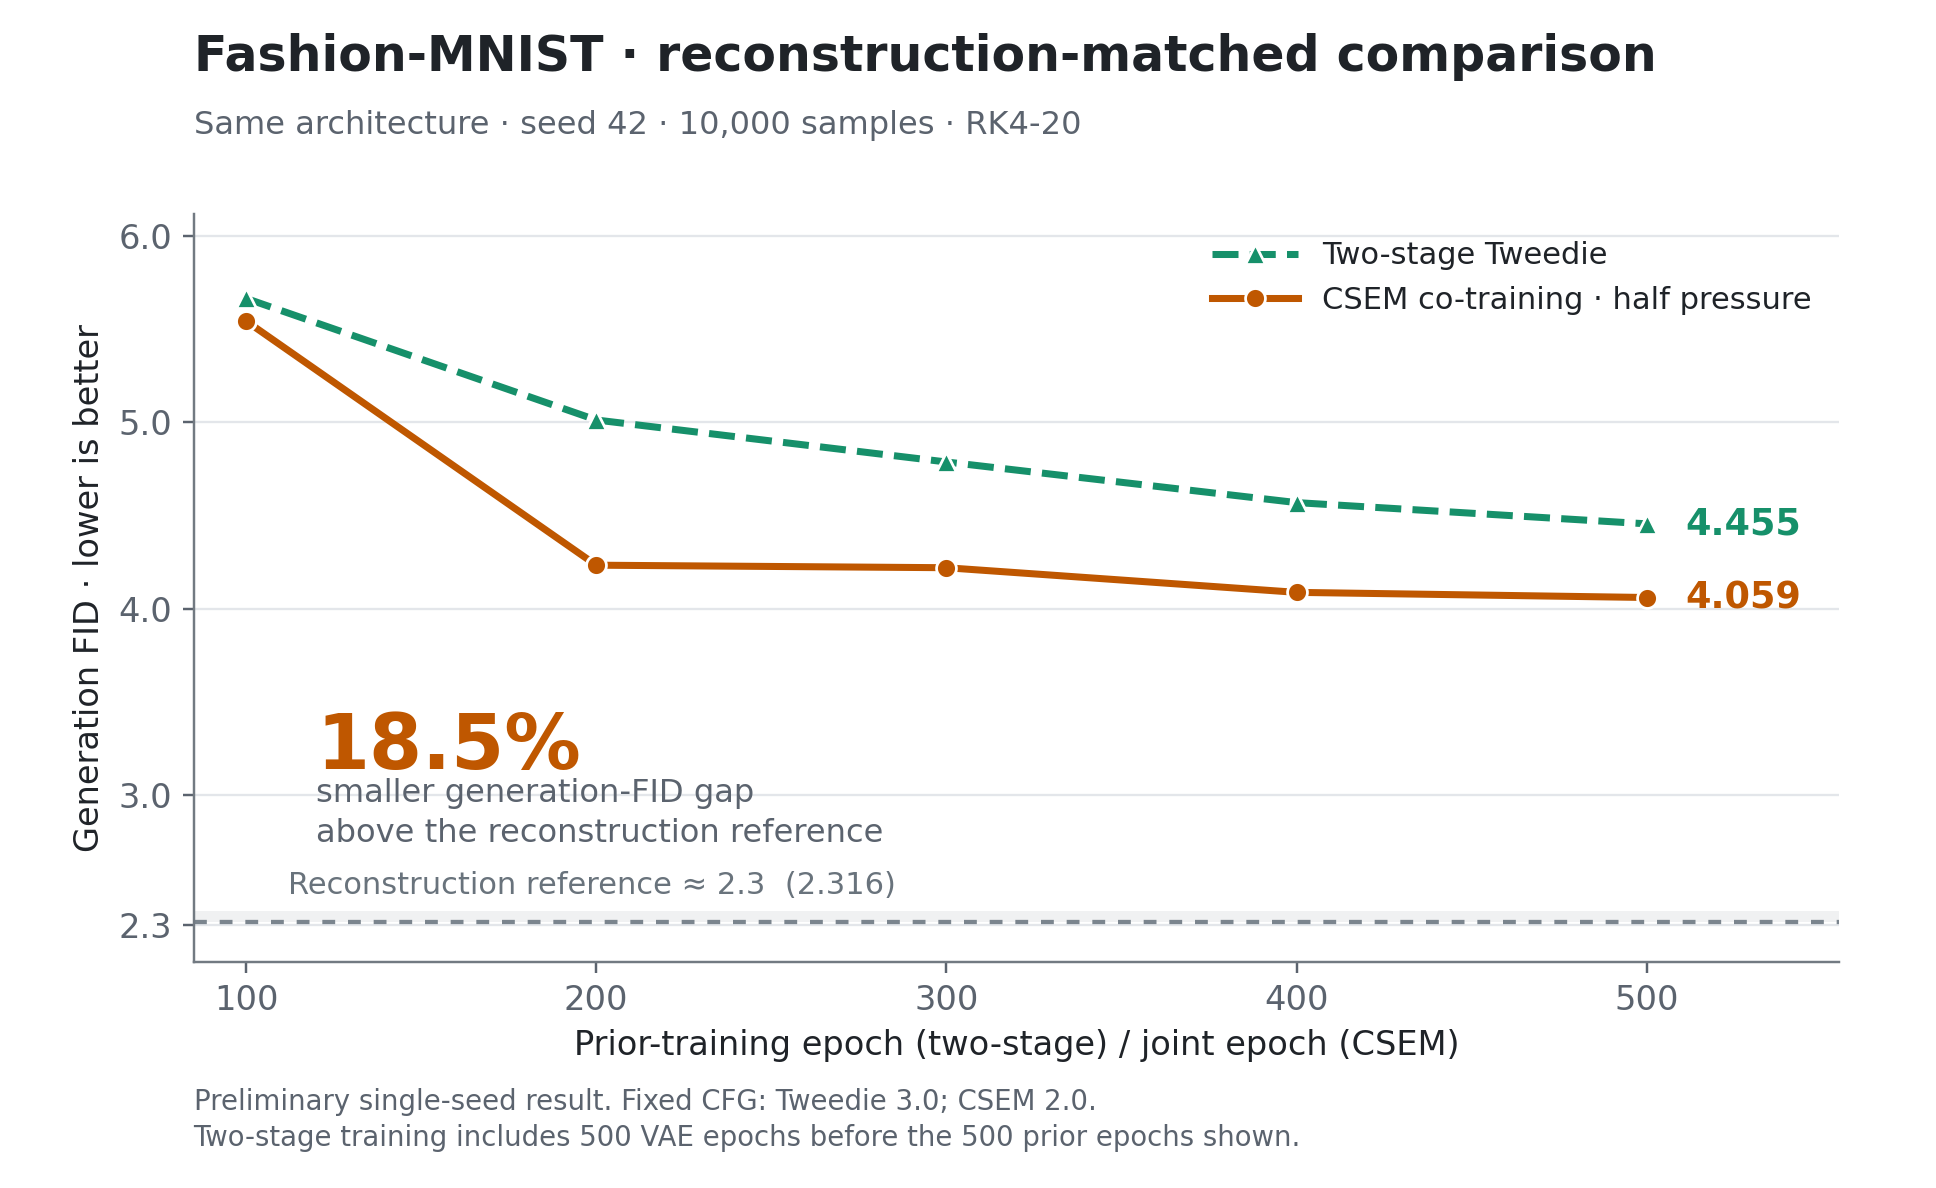 Fashion-MNIST · reconstruction-matched comparison
Same architecture · seed 42 · 10,000 samples · RK4-20
Generation FID · lower is better
6.0
5.0
4.0
3.0
2.3
Two-stage Tweedie
CSEM co-training · half pressure
4.455
4.059
18.5%
smaller generation-FID gap
above the reconstruction reference
Reconstruction reference ≈ 2.3 (2.316)
100 200 300 400 500
Prior-training epoch (two-stage) / joint epoch (CSEM)
Preliminary single-seed result. Fixed CFG: Tweedie 3.0; CSEM 2.0.
Two-stage training includes 500 VAE epochs before the 500 prior epochs shown.